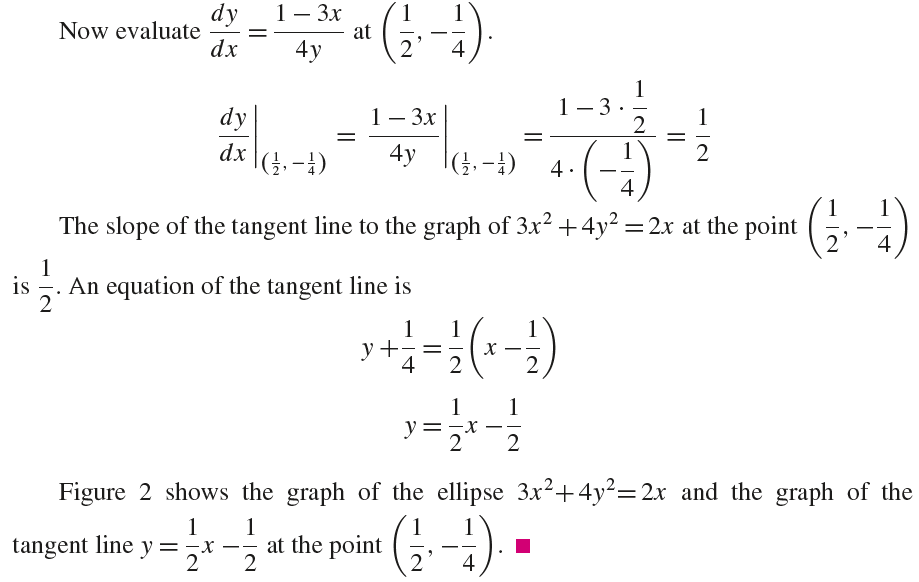 Now evaluate dy/dx = (1 − 3x)/(4y) at (1/2, −1/4).
dy/dx |(1/2, −1/4) = (1 − 3x)/(4y) |(1/2, −1/4) = (1 − 3 · 1/2)/(4 · (−1/4)) = 1/2
The slope of the tangent line to the graph of 3x² + 4y² = 2x at the point (1/2, −1/4)
is 1/2. An equation of the tangent line is
y + 1/4 = 1/2 (x − 1/2)
y = 1/2 x − 1/2
Figure 2 shows the graph of the ellipse 3x² + 4y² = 2x and the graph of the
tangent line y = 1/2 x − 1/2 at the point (1/2, −1/4). ■